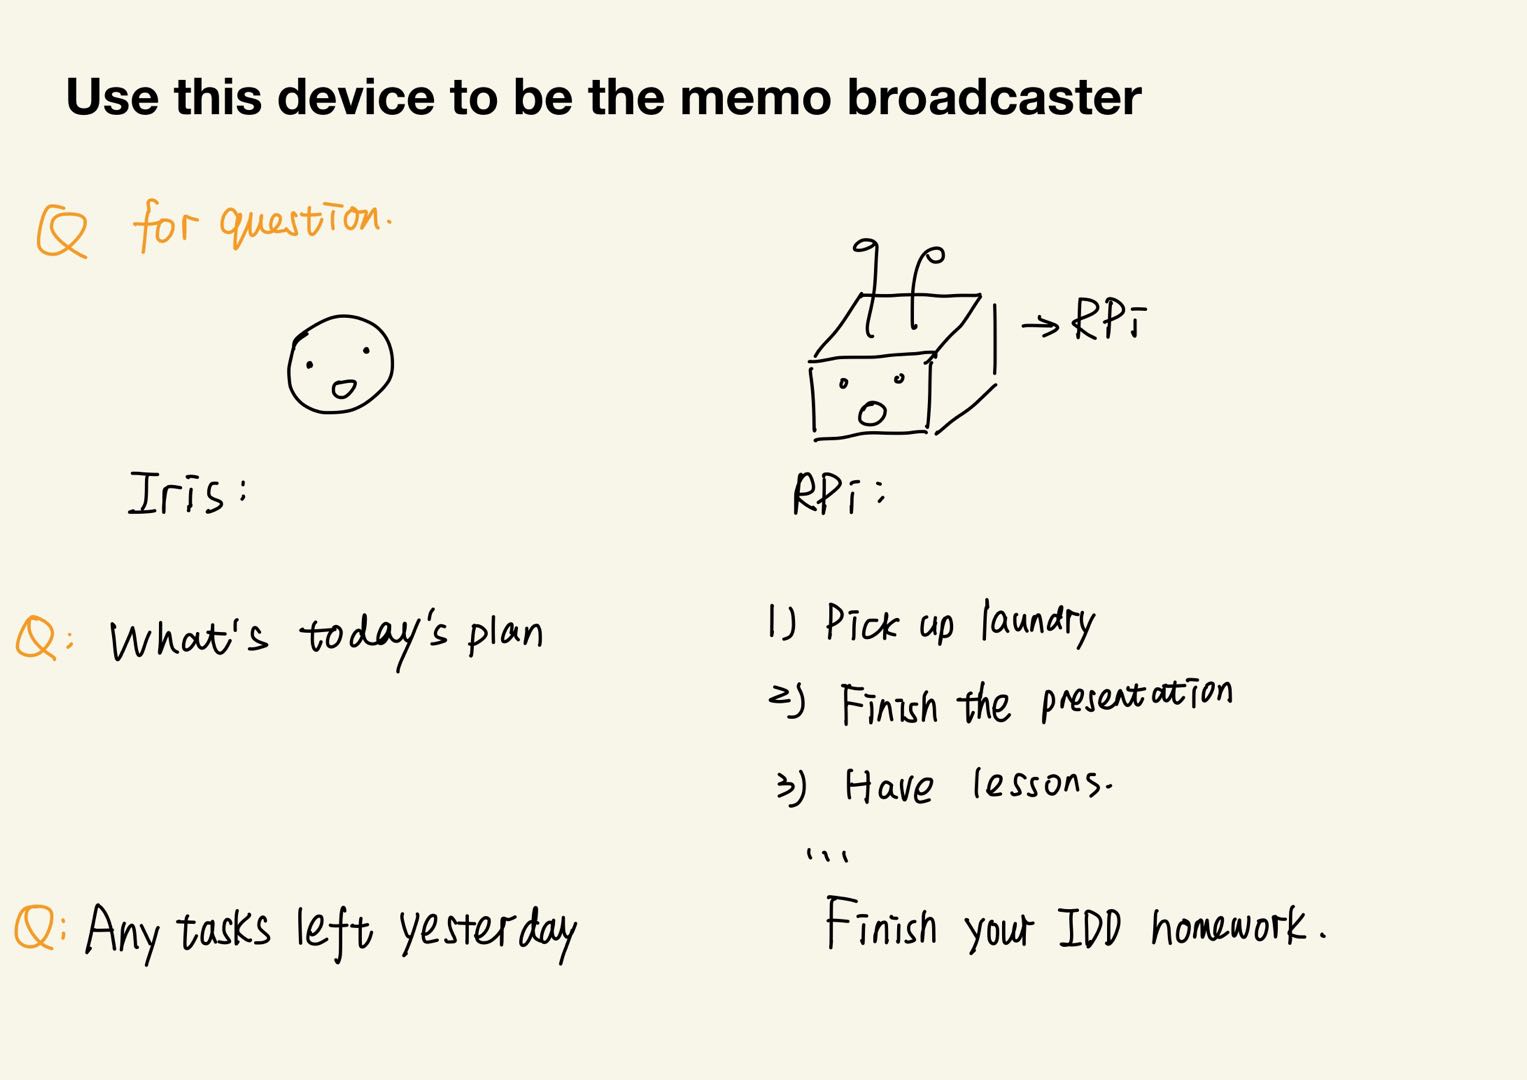 Use this device to be the memo broadcaster
Q for question.
→ RPi
Iris:
RPi:
Q: What's today's plan
1) Pick up laundry
2) Finish the presentation
3) Have lessons.
...
Q: Any tasks left yesterday
Finish your IDD homework.